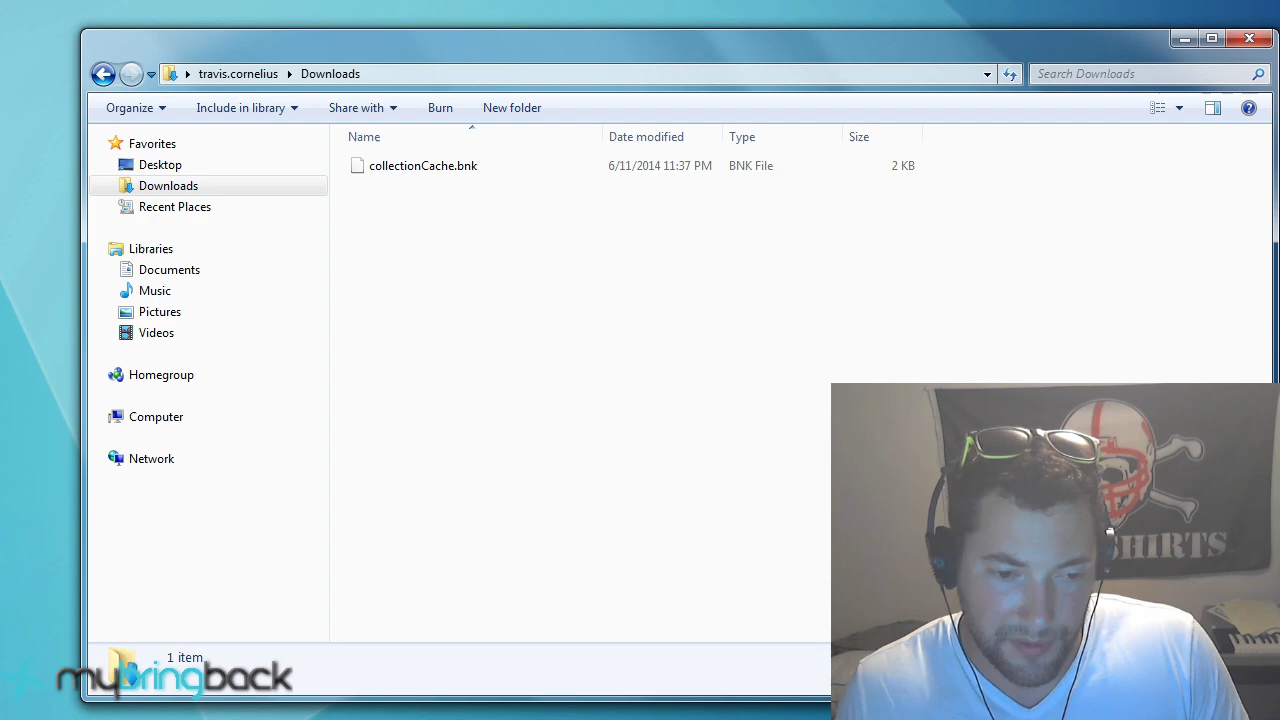 travis.cornelius Downloads
Search Downloads
Organize Include in library Share with Burn New folder
Name Date modified Type Size
collectionCache.bnk 6/11/2014 11:37 PM BNK File 2 KB
Favorites
Desktop
Downloads
Recent Places
Libraries
Documents
Music
Pictures
Videos
Homegroup
Computer
Network
1 item
mybringback
SHIRTS